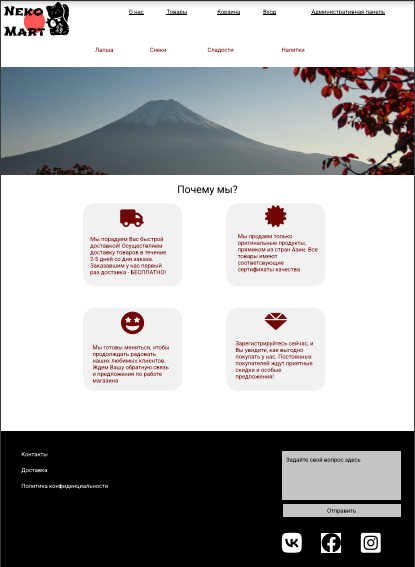 Neko
Mart
О нас
Товары
Корзина
Вход
Административная панель
Лапша
Снеки
Сладости
Напитки
Почему мы?
Мы порадуем Вас быстрой
доставкой! Осуществляем
доставку товаров в течение
2-5 дней со дня заказа.
Заказавшим у нас первый
раз доставка - БЕСПЛАТНО!
Мы продаем только
оригинальные продукты,
прямиком из стран Азии. Все
товары имеют
соответсвующие
сертификаты качества
Мы готовы меняться, чтобы
продолждать радовать
наших любимых клиентов.
Ждем Вашу обратную связь
и предложения по работе
магазина
Зарегистрируйтесь сейчас, и
Вы увидите, как выгодно
покупать у нас. Постоянных
покупателей ждут приятные
скидки и особые
предложения!
Контакты
Доставка
Политика конфиденциальности
Задайте свой вопрос здесь
Отправить